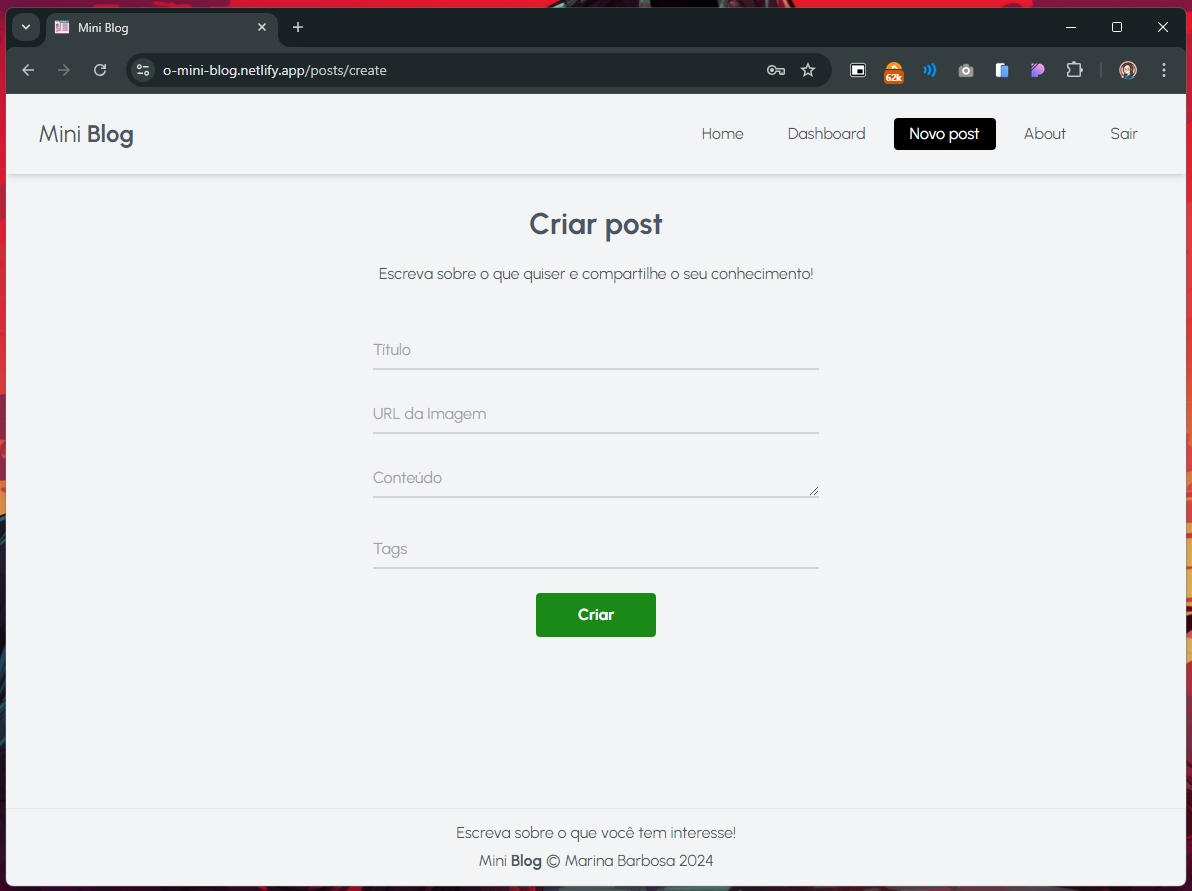 Mini Blog
o-mini-blog.netlify.app/posts/create
62k
Mini Blog
Home Dashboard Novo post About Sair
Criar post
Escreva sobre o que quiser e compartilhe o seu conhecimento!
Título
URL da Imagem
Conteúdo
Tags
Criar
Escreva sobre o que você tem interesse!
Mini Blog © Marina Barbosa 2024